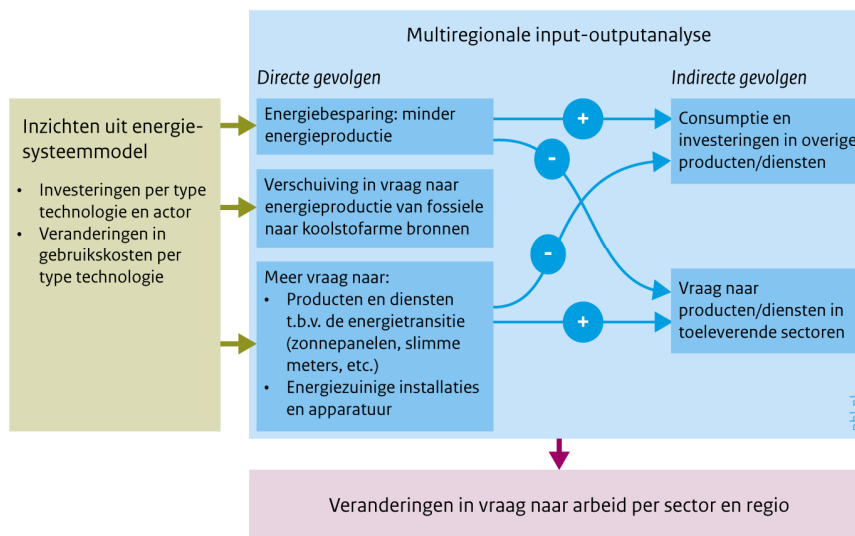 Multiregionale input-outputanalyse
Directe gevolgen
Indirecte gevolgen
Inzichten uit energie-
systeemmodel
• Investeringen per type
technologie en actor
• Veranderingen in
gebruikskosten per
type technologie
Energiebesparing: minder
energieproductie
Verschuiving in vraag naar
energieproductie van fossiele
naar koolstofarme bronnen
Meer vraag naar:
• Producten en diensten
t.b.v. de energietransitie
(zonnepanelen, slimme
meters, etc.)
• Energiezuinige installaties
en apparatuur
+
-
-
+
Consumptie en
investeringen in overige
producten/diensten
Vraag naar
producten/diensten in
toeleverende sectoren
Veranderingen in vraag naar arbeid per sector en regio